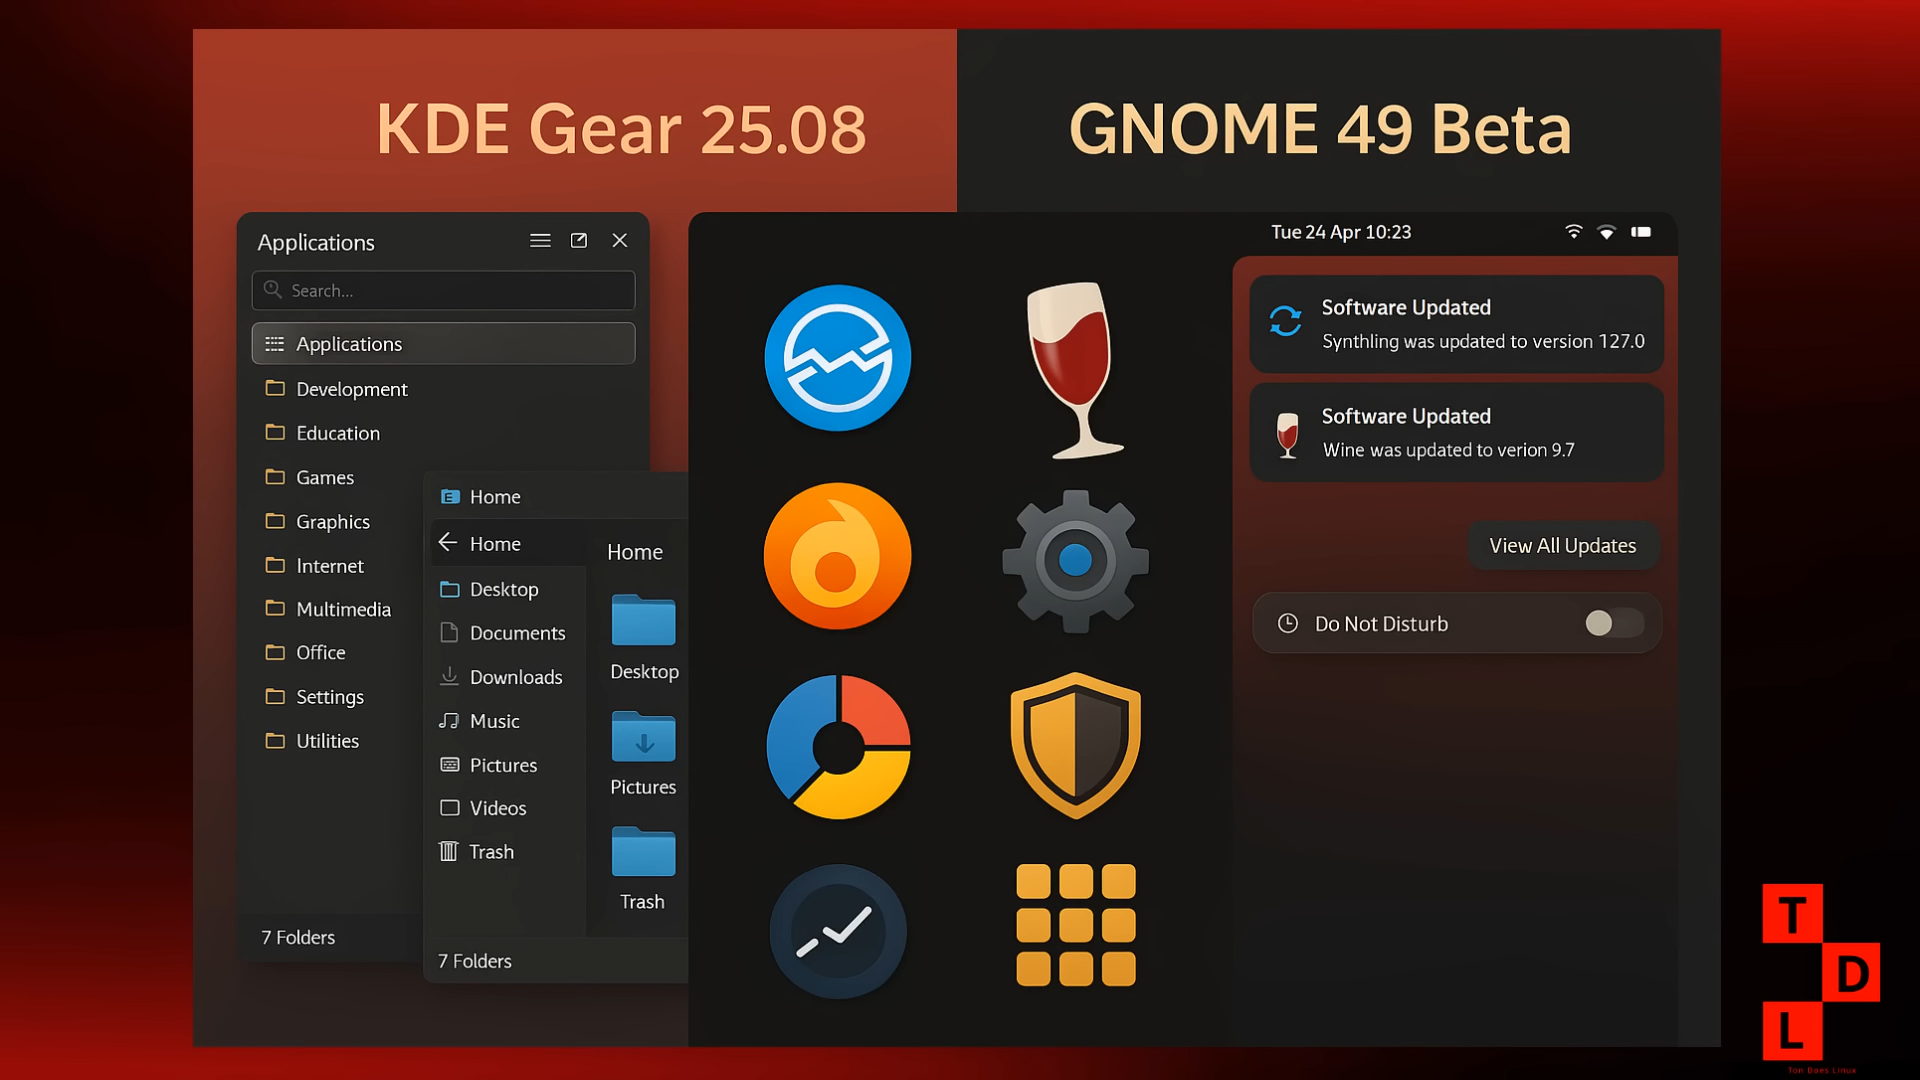 KDE Gear 25.08
GNOME 49 Beta
Applications
Search...
Applications
Development
Education
Games
Graphics
Internet
Multimedia
Office
Settings
Utilities
7 Folders
Home
Home
Desktop
Documents
Downloads
Music
Pictures
Videos
Trash
7 Folders
Home
Desktop
Pictures
Trash
Tue 24 Apr 10:23
Software Updated
Synthling was updated to version 127.0
Software Updated
Wine was updated to verion 9.7
View All Updates
Do Not Disturb
T
D
L
Ton Does Linux